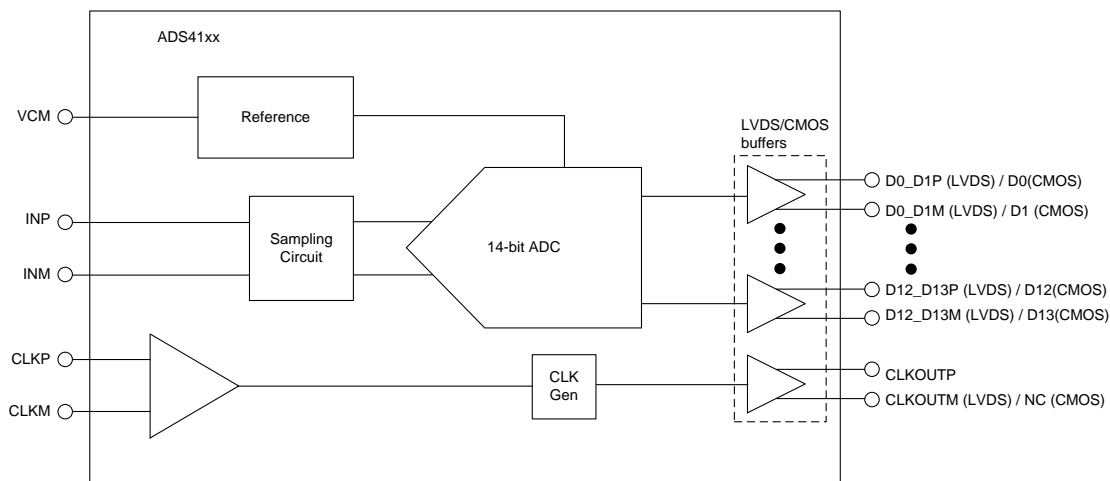 ADS41xx
VCM
Reference
LVDS/CMOS
buffers
D0_D1P (LVDS) / D0(CMOS)
D0_D1M (LVDS) / D1 (CMOS)
INP
INM
Sampling
Circuit
14-bit ADC
D12_D13P (LVDS) / D12(CMOS)
D12_D13M (LVDS) / D13(CMOS)
CLKP
CLKM
CLK
Gen
CLKOUTP
CLKOUTM (LVDS) / NC (CMOS)